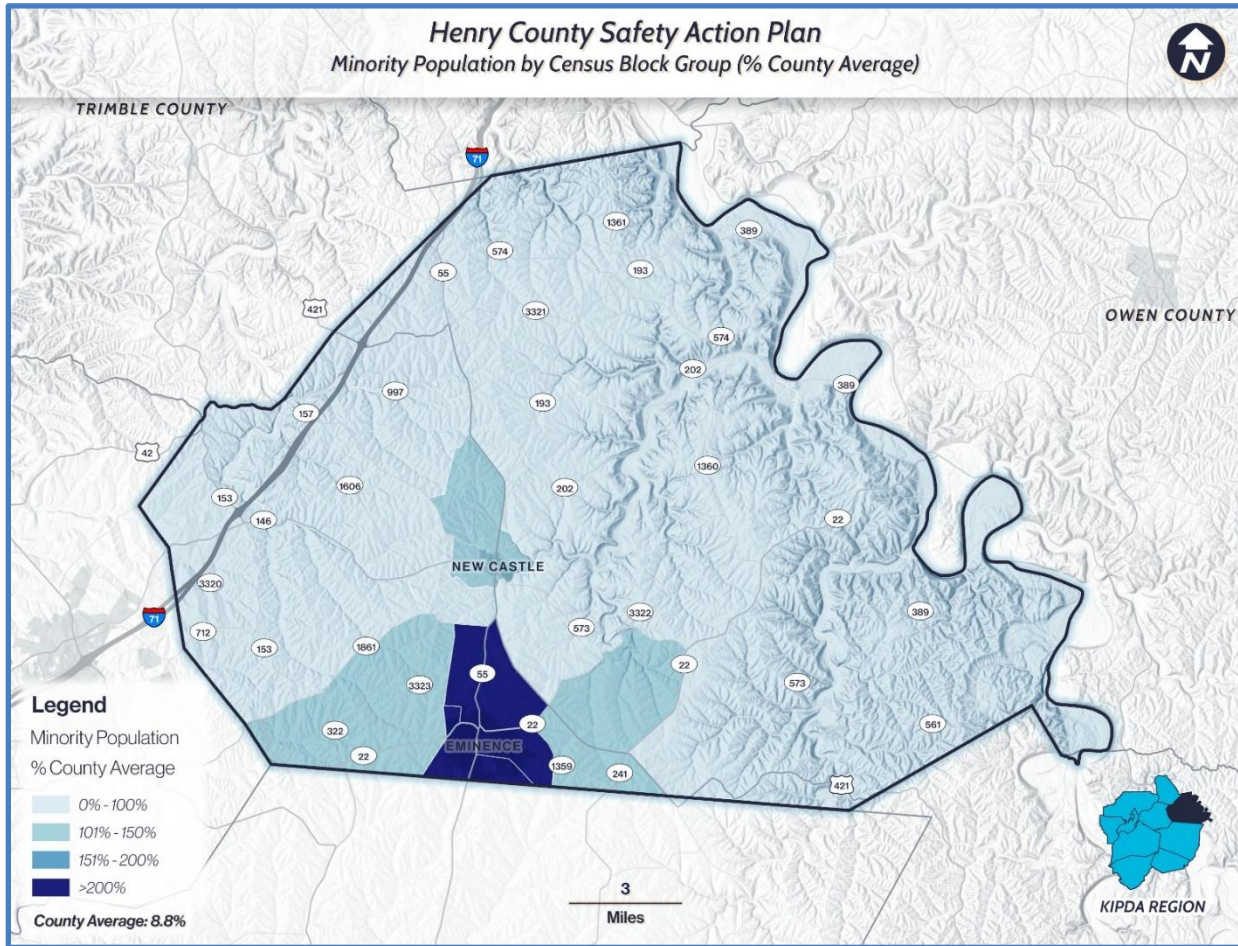 Henry County Safety Action Plan
Minority Population by Census Block Group (% County Average)
N
TRIMBLE COUNTY
71
1361
389
574
193
55
421
3321
OWEN COUNTY
574
202
997
389
193
157
42
1360
1606
202
153
146
22
NEW CASTLE
3320
71
389
3322
712
573
153
1861
22
55
3323
573
22
561
322
EMINENCE
22
1359
241
421
Legend
Minority Population
% County Average
0% - 100%
101% - 150%
151% - 200%
>200%
County Average: 8.8%
3
Miles
KIPDA REGION